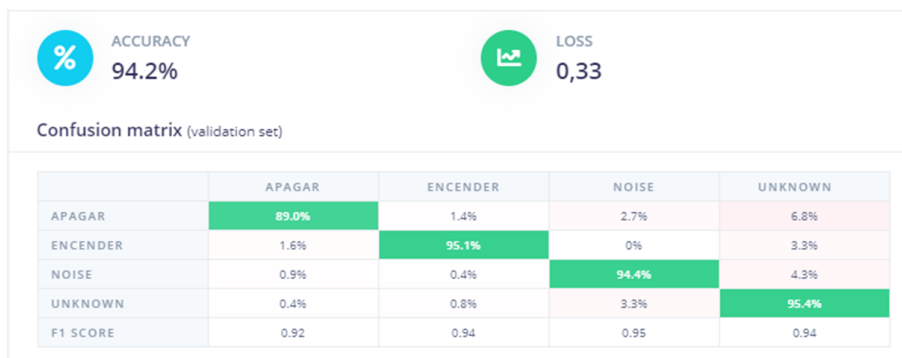 ACCURACY
94.2%
LOSS
0,33
Confusion matrix (validation set)
APAGAR ENCENDER NOISE UNKNOWN
APAGAR 89.0% 1.4% 2.7% 6.8%
ENCENDER 1.6% 95.1% 0% 3.3%
NOISE 0.9% 0.4% 94.4% 4.3%
UNKNOWN 0.4% 0.8% 3.3% 95.4%
F1 SCORE 0.92 0.94 0.95 0.94